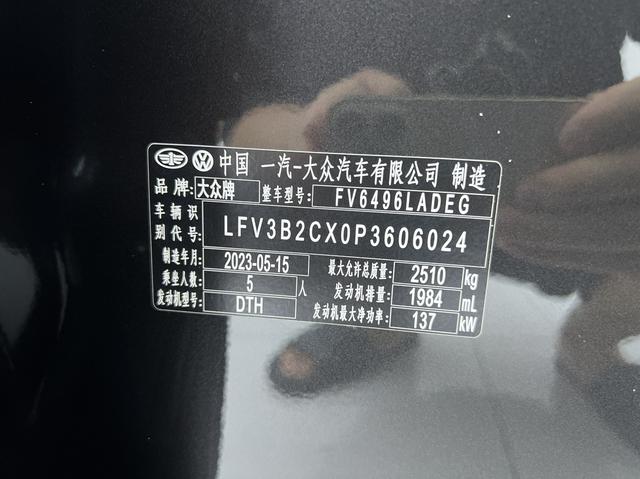 中国 一汽-大众汽车有限公司 制造
品牌: 大众牌 整车型号: FV6496LADEG
车辆识别代号: LFV3B2CX0P3606024
制造年月: 2023-05-15 最大允许总质量: 2510 kg
乘坐人数: 5 人 发动机排量: 1984 mL
发动机型号: DTH 发动机最大净功率: 137 kW